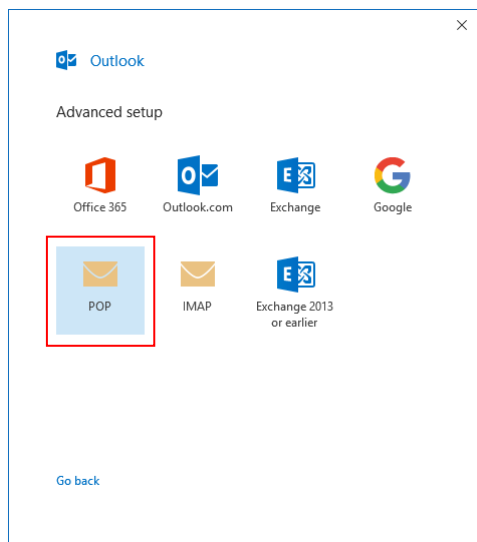 Outlook
Advanced setup
Office 365
Outlook.com
Exchange
Google
POP
IMAP
Exchange 2013
or earlier
Go back